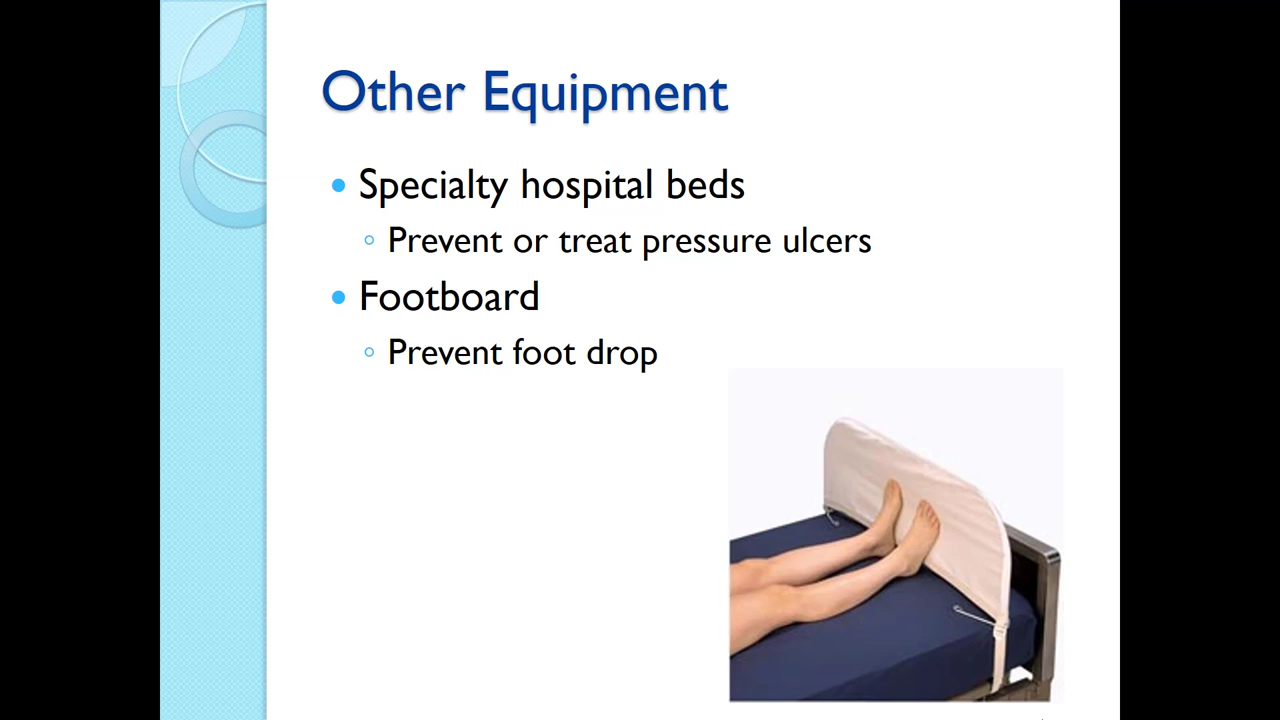 Other Equipment
Specialty hospital beds
Prevent or treat pressure ulcers
Footboard
Prevent foot drop